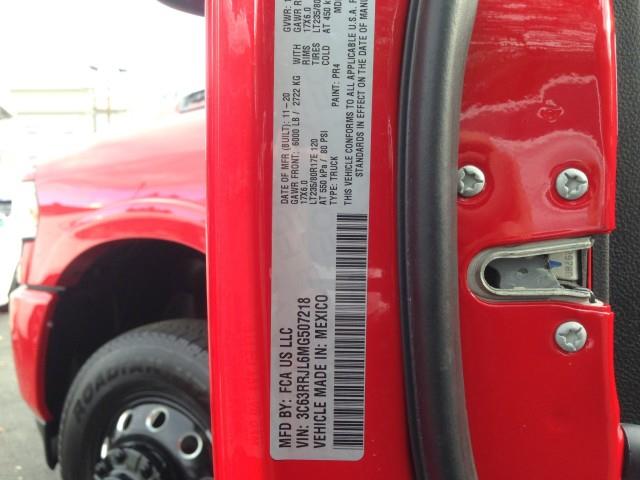 MFD BY: FCA US LLC
VIN: 3C63RRJL6MG507218
VEHICLE MADE IN: MEXICO
DATE OF MFR (BUILT): 11-20
GAWR FRONT: 6000 LB / 2722 KG WITH
17X6.0 RIMS
LT235/80R17E 120 TIRES
AT 550 kPa / 80 PSI COLD
TYPE: TRUCK PAINT: PR4
THIS VEHICLE CONFORMS TO ALL APPLICABLE U.S.A.
STANDARDS IN EFFECT ON THE DATE OF
GVWR:
GAWR
17X6.0
LT235/80
AT 450
ROADIAN